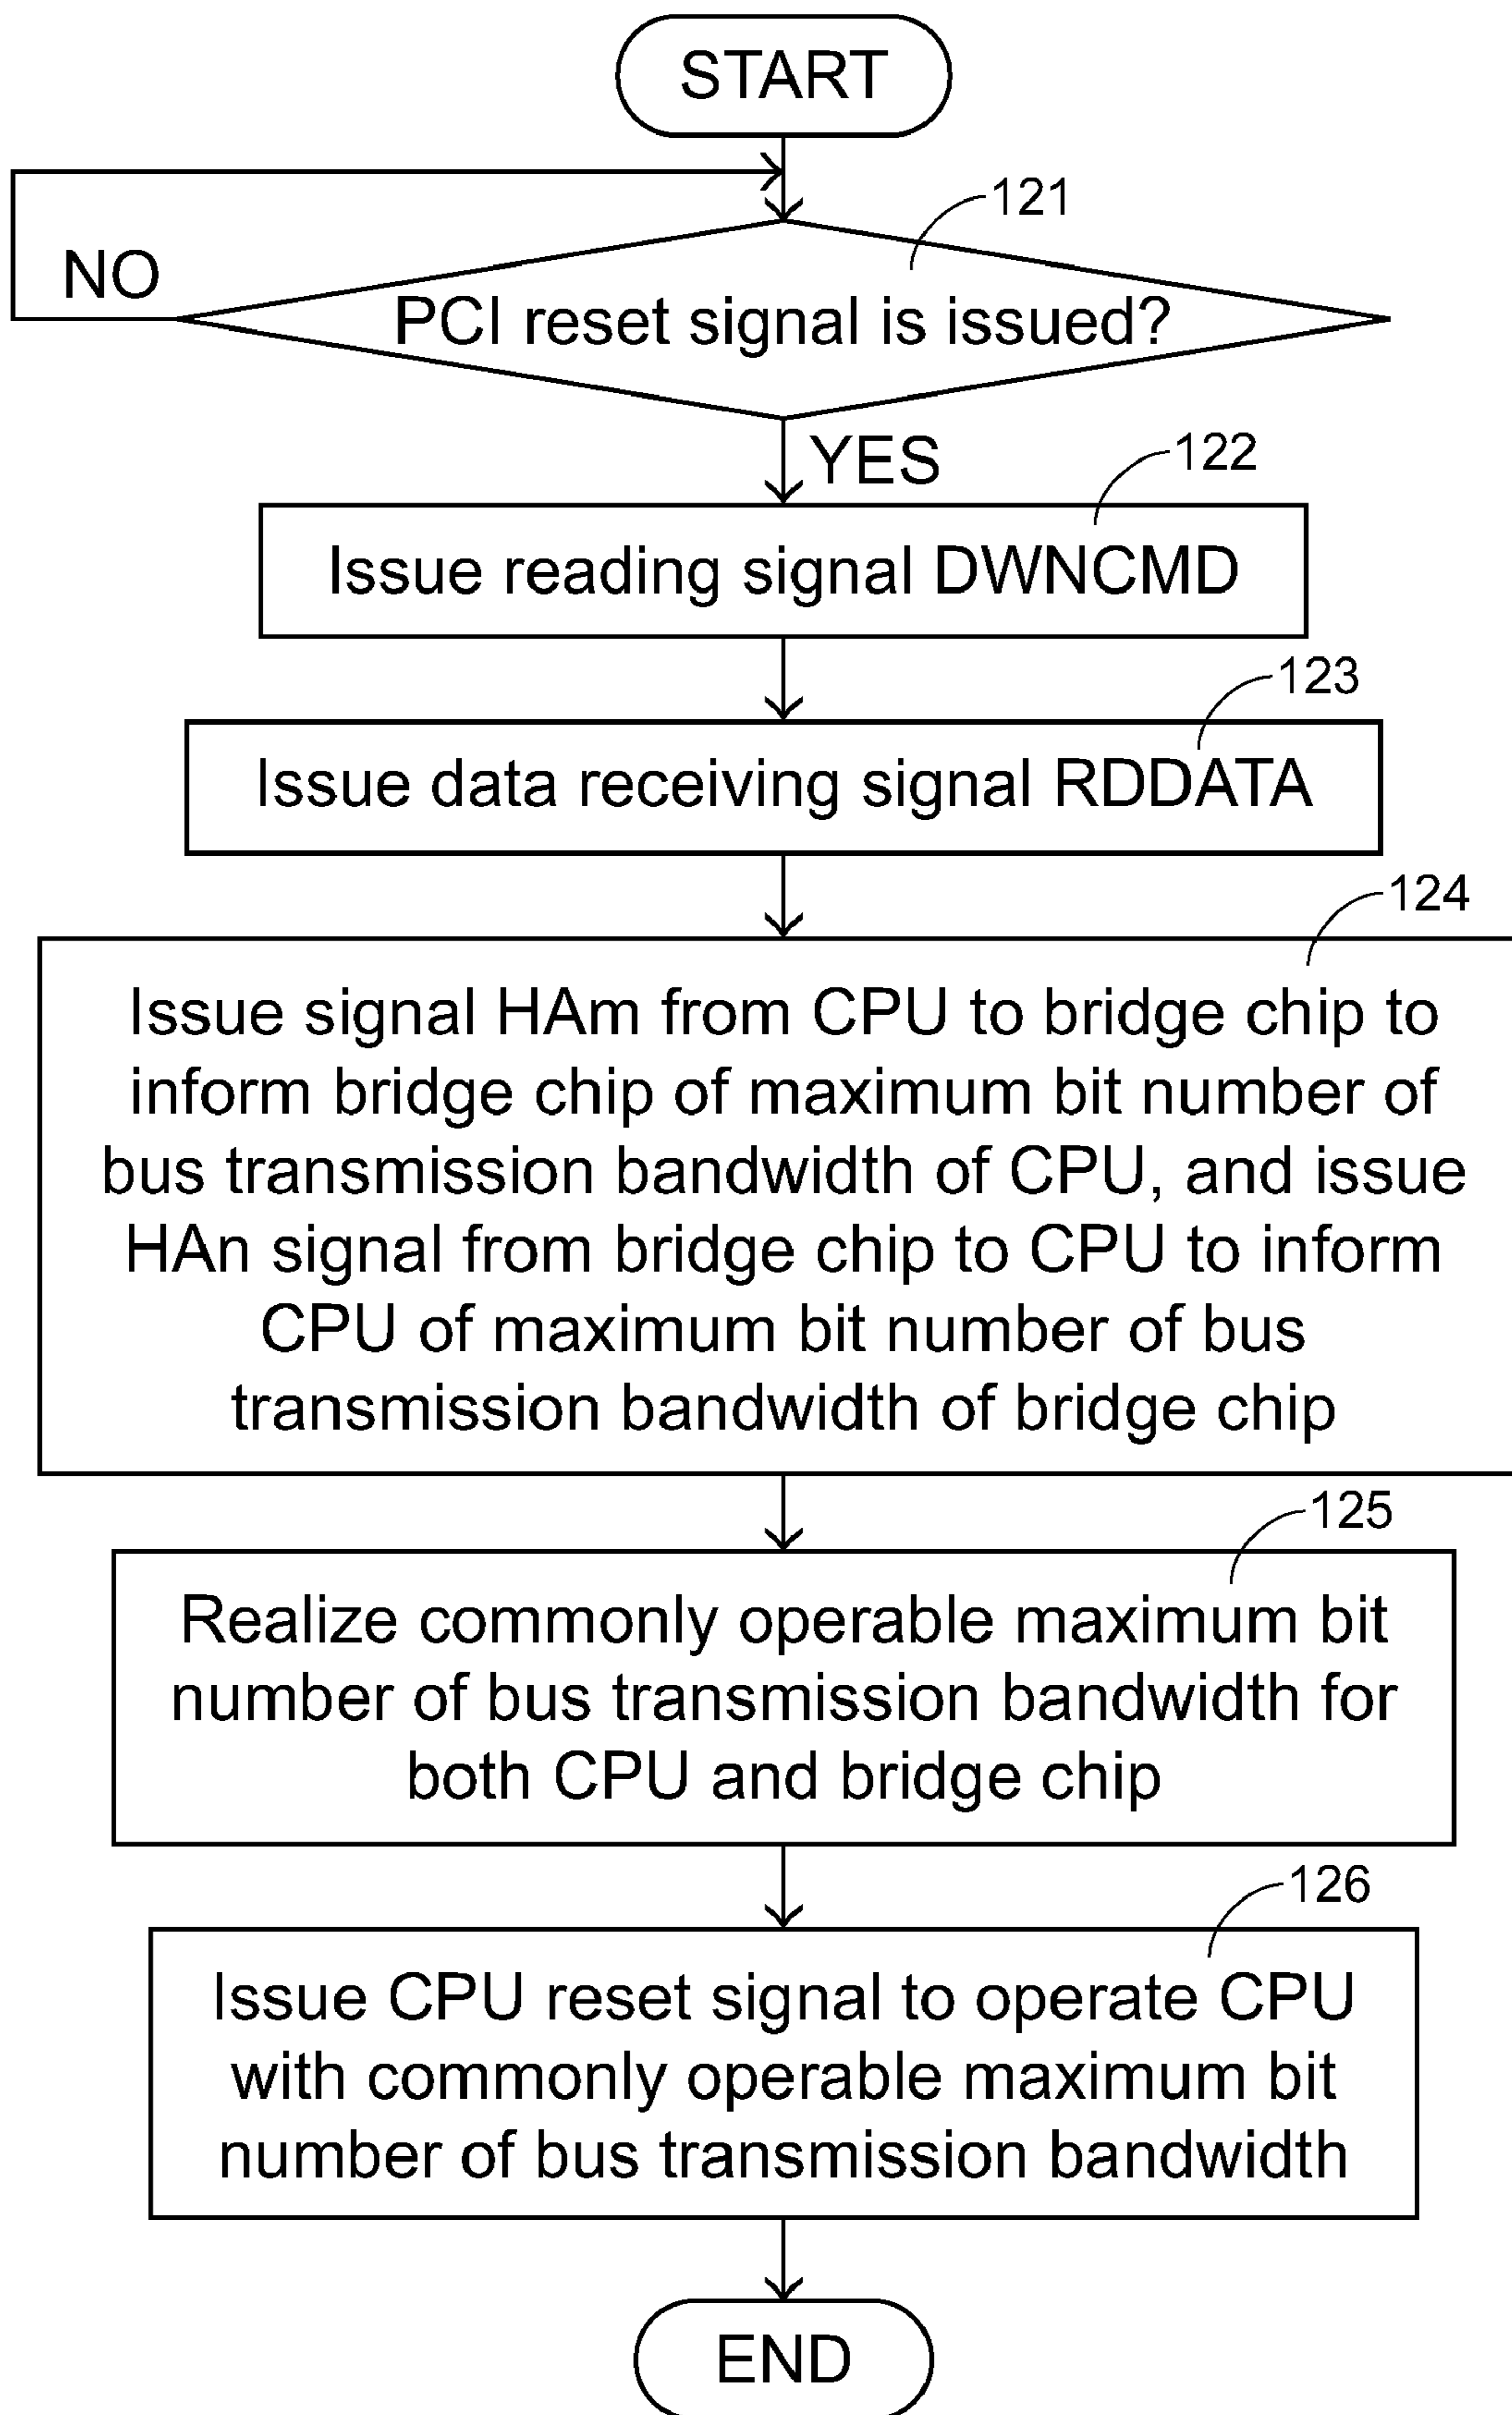 START
121
NO
PCI reset signal is issued?
YES
122
Issue reading signal DWNCMD
123
Issue data receiving signal RDDATA
124
Issue signal HAm from CPU to bridge chip to
inform bridge chip of maximum bit number of
bus transmission bandwidth of CPU, and issue
HAn signal from bridge chip to CPU to inform
CPU of maximum bit number of bus
transmission bandwidth of bridge chip
125
Realize commonly operable maximum bit
number of bus transmission bandwidth for
both CPU and bridge chip
126
Issue CPU reset signal to operate CPU
with commonly operable maximum bit
number of bus transmission bandwidth
END